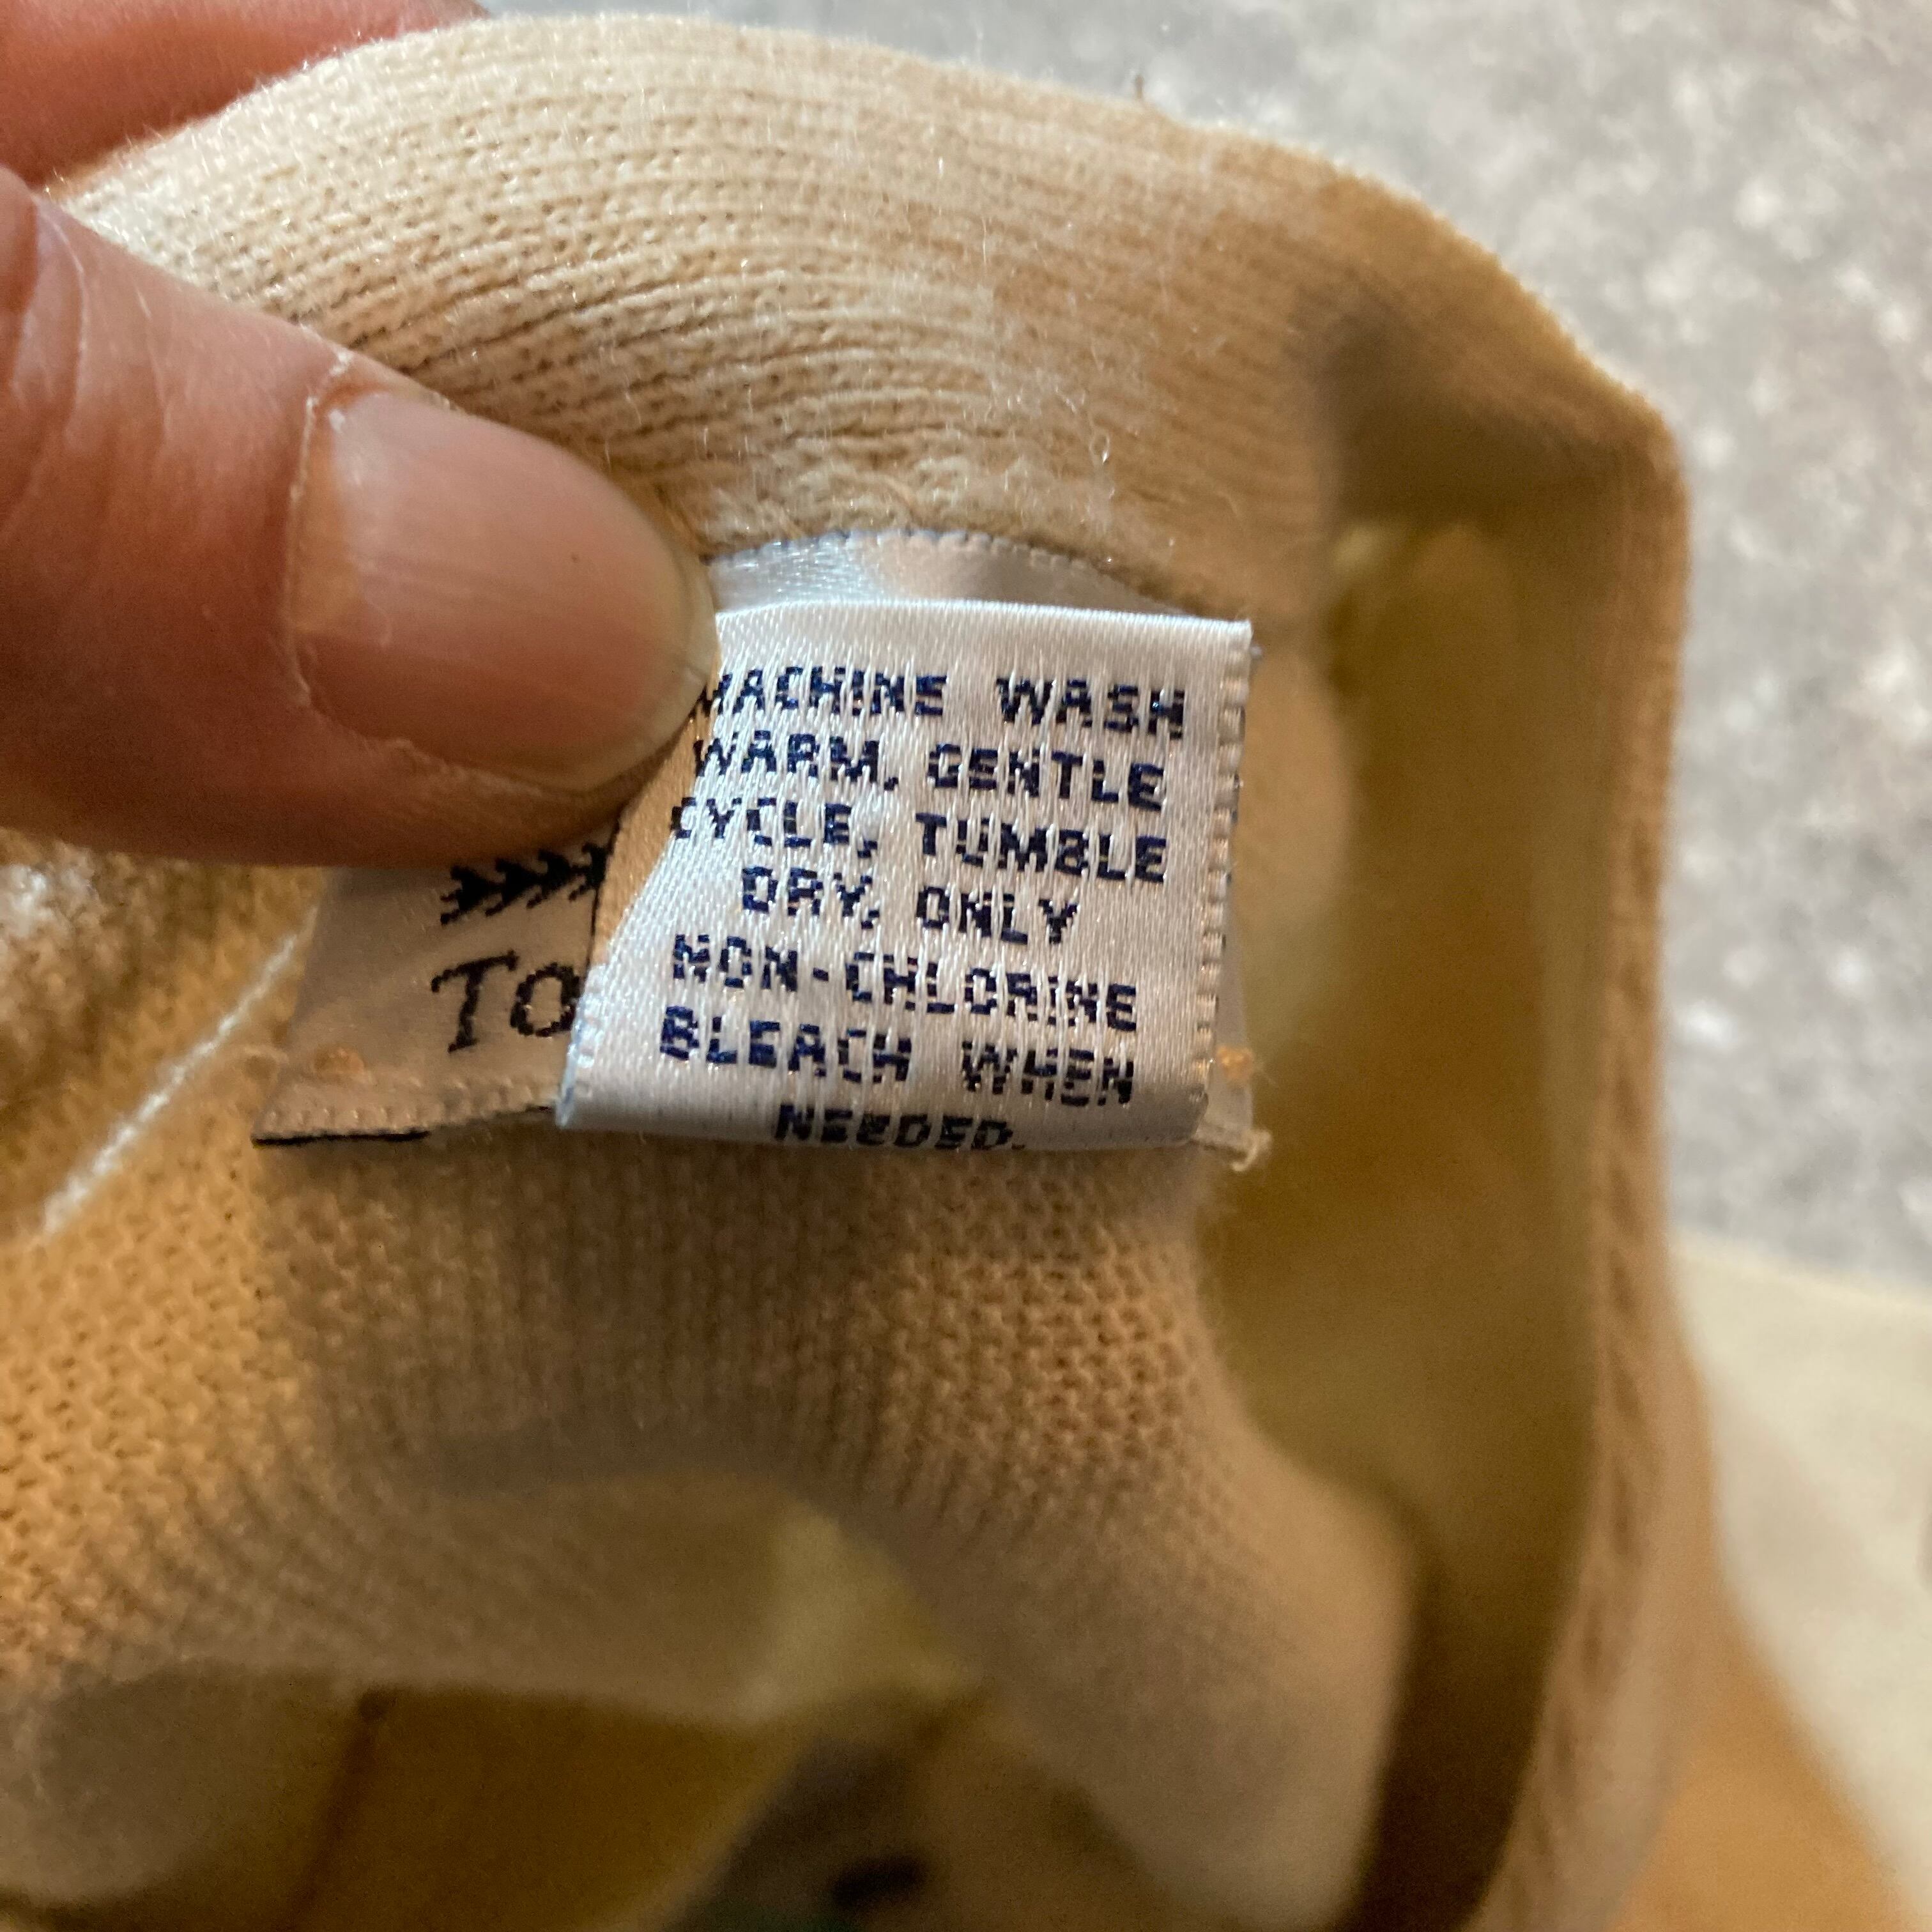 MACHINE WASH
WARM, GENTLE
CYCLE, TUMBLE
DRY, ONLY
NON-CHLORINE
BLEACH WHEN
NEEDED.
TO